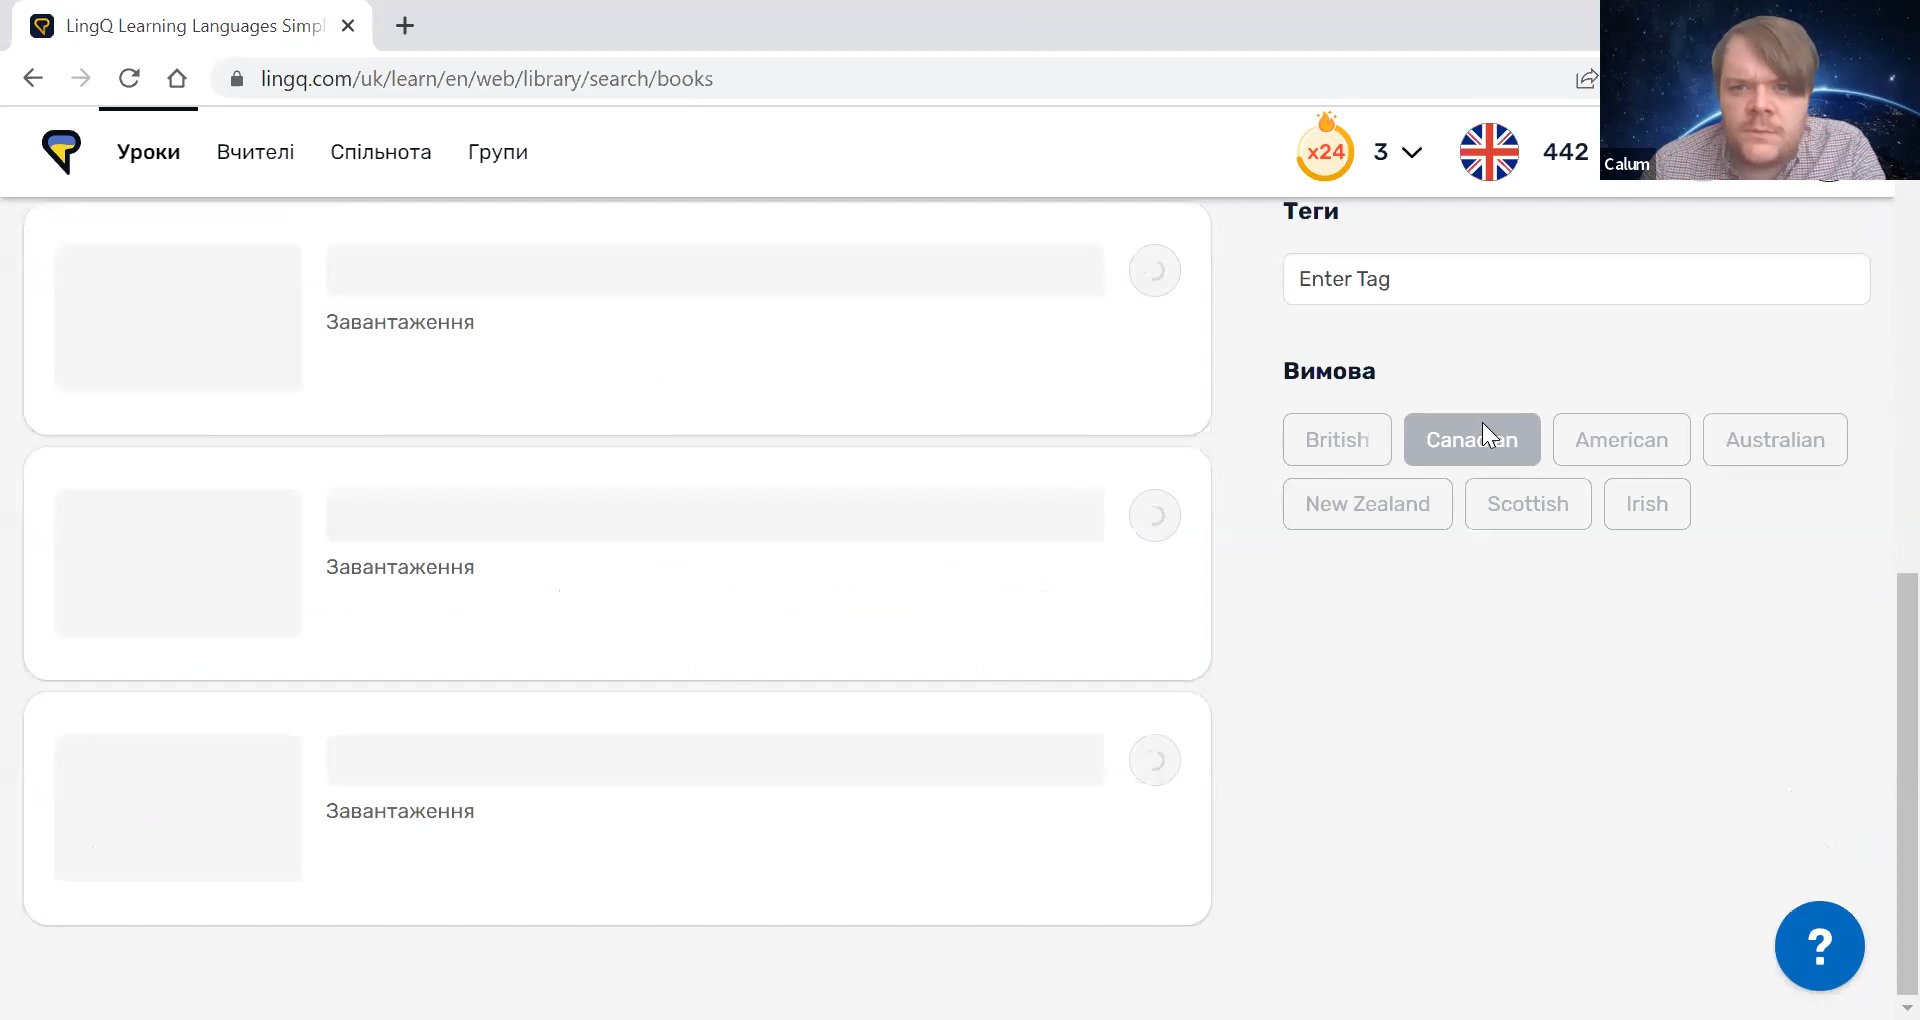 LingQ Learning Languages Simpl
lingq.com/uk/learn/en/web/library/search/books
Уроки
Вчителі
Спільнота
Групи
x24
3
442
Calum
Завантаження
Завантаження
Завантаження
Теги
Enter Tag
Вимова
British
Canadian
American
Australian
New Zealand
Scottish
Irish
?